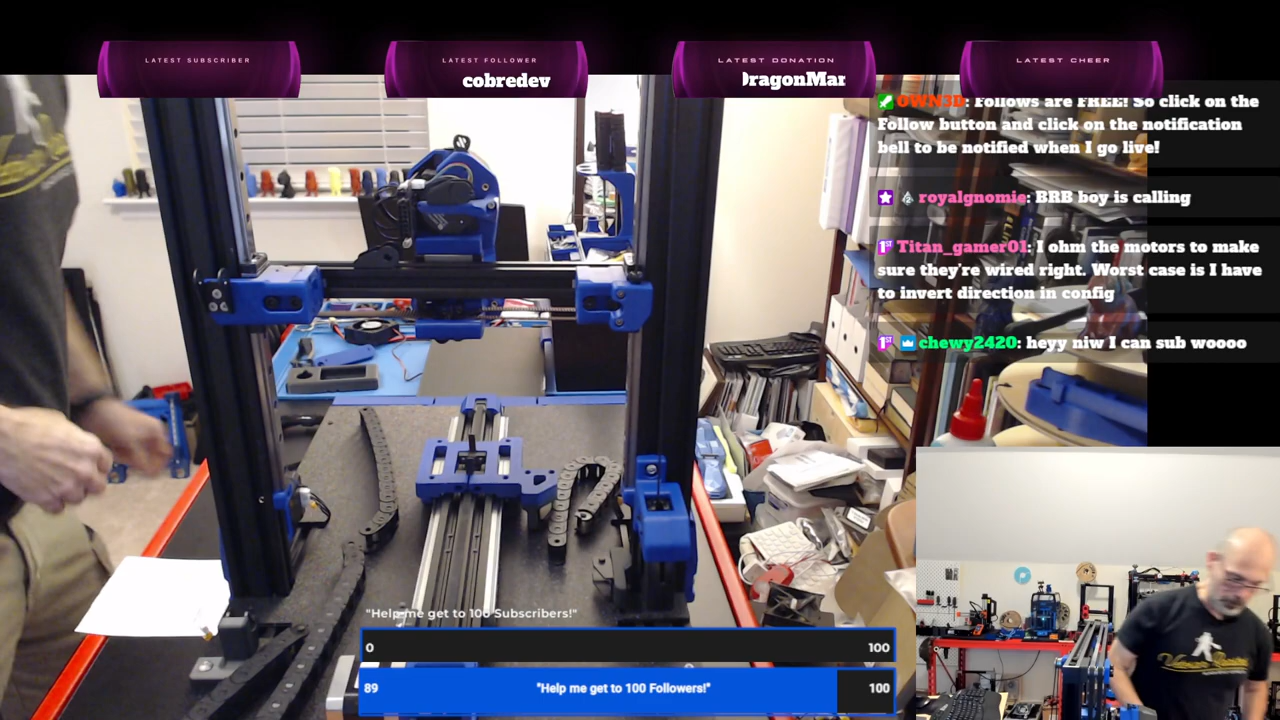 LATEST SUBSCRIBER
LATEST FOLLOWER
cobredev
LATEST DONATION
DragonMar
LATEST CHEER
OWN3D: Follows are FREE! So click on the
Follow button and click on the notification
bell to be notified when I go live!
royalgnomie: BRB boy is calling
1ST Titan_gamer01: I ohm the motors to make
sure they're wired right. Worst case is I have
to invert direction in config
1ST chewy2420: heyy niw I can sub woooo
"Help me get to 100 Subscribers!"
0 100
89 "Help me get to 100 Followers!" 100